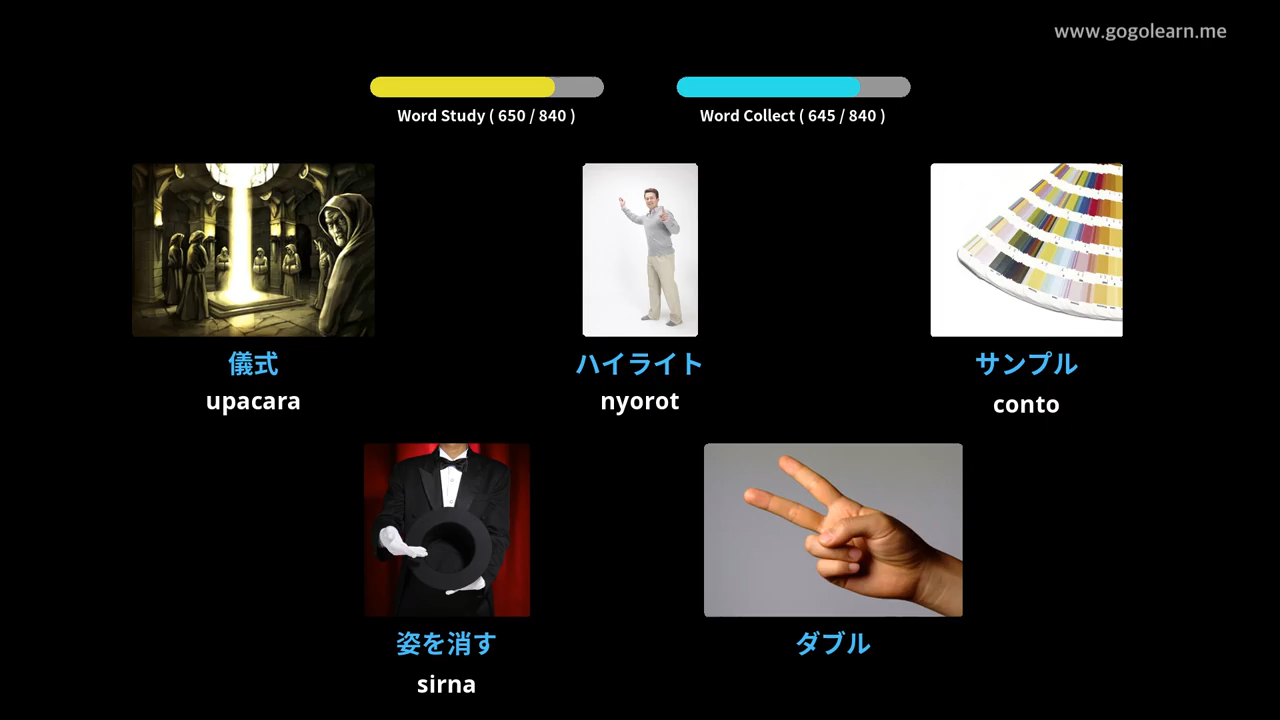 www.gogolearn.me
Word Study ( 650 / 840 )
Word Collect ( 645 / 840 )
儀式
upacara
ハイライト
nyorot
サンプル
conto
姿を消す
sirna
ダブル